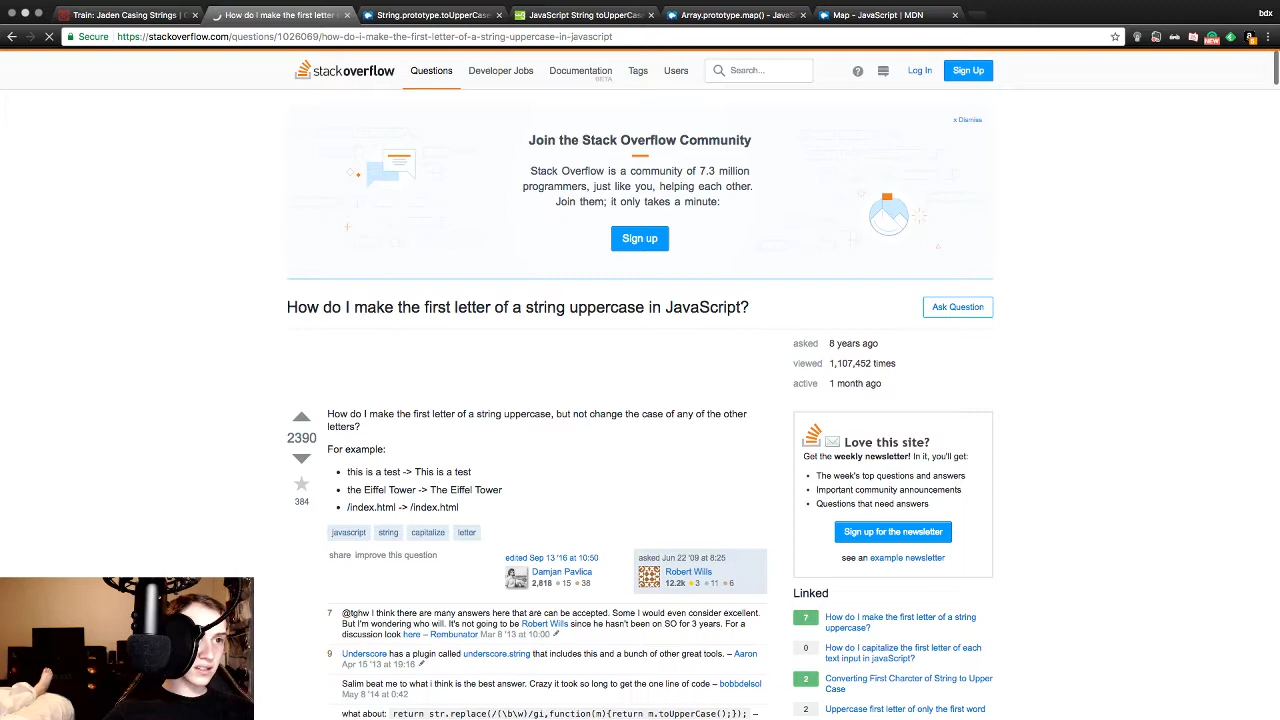 Train: Jaden Casing Strings | C
How do I make the first letter
String.prototype.toUpperCase
JavaScript String toUpperCase
Array.prototype.map() - JavaS
Map - JavaScript | MDN
bdx
Secure
https://stackoverflow.com/questions/1026069/how-do-i-make-the-first-letter-of-a-string-uppercase-in-javascript
stackoverflow Questions Developer Jobs Documentation Tags Users Search... Log In Sign Up
BETA
x Dismiss
Join the Stack Overflow Community
Stack Overflow is a community of 7.3 million
programmers, just like you, helping each other.
Join them; it only takes a minute:
Sign up
How do I make the first letter of a string uppercase in JavaScript?
Ask Question
asked 8 years ago
viewed 1,107,452 times
active 1 month ago
2390
384
How do I make the first letter of a string uppercase, but not change the case of any of the other
letters?
For example:
• this is a test -> This is a test
• the Eiffel Tower -> The Eiffel Tower
• /index.html -> /index.html
javascript string capitalize letter
share improve this question
edited Sep 13 '16 at 10:50
Damjan Pavlica
2,818 ● 15 ● 38
asked Jun 22 '09 at 8:25
Robert Wills
12.2k ● 3 ● 11 ● 6
7 @tghw I think there are many answers here that are can be accepted. Some I would even consider excellent.
But I'm wondering who will. It's not going to be Robert Wills since he hasn't been on SO for 3 years. For a
discussion look here – Rembunator Mar 8 '13 at 10:00
9 Underscore has a plugin called underscore.string that includes this and a bunch of other great tools. – Aaron
Apr 15 '13 at 19:16
Salim beat me to what i think is the best answer. Crazy it took so long to get the one line of code – bobbdelsol
May 8 '14 at 0:42
what about: return str.replace(/(\b\w)/gi,function(m){return m.toUpperCase();}); –
Love this site?
Get the weekly newsletter! In it, you'll get:
• The week's top questions and answers
• Important community announcements
• Questions that need answers
Sign up for the newsletter
see an example newsletter
Linked
7 How do I make the first letter of a string
uppercase?
0 How do I capitalize the first letter of each
text input in javaScript?
2 Converting First Charcter of String to Upper
Case
2 Uppercase first letter of only the first word